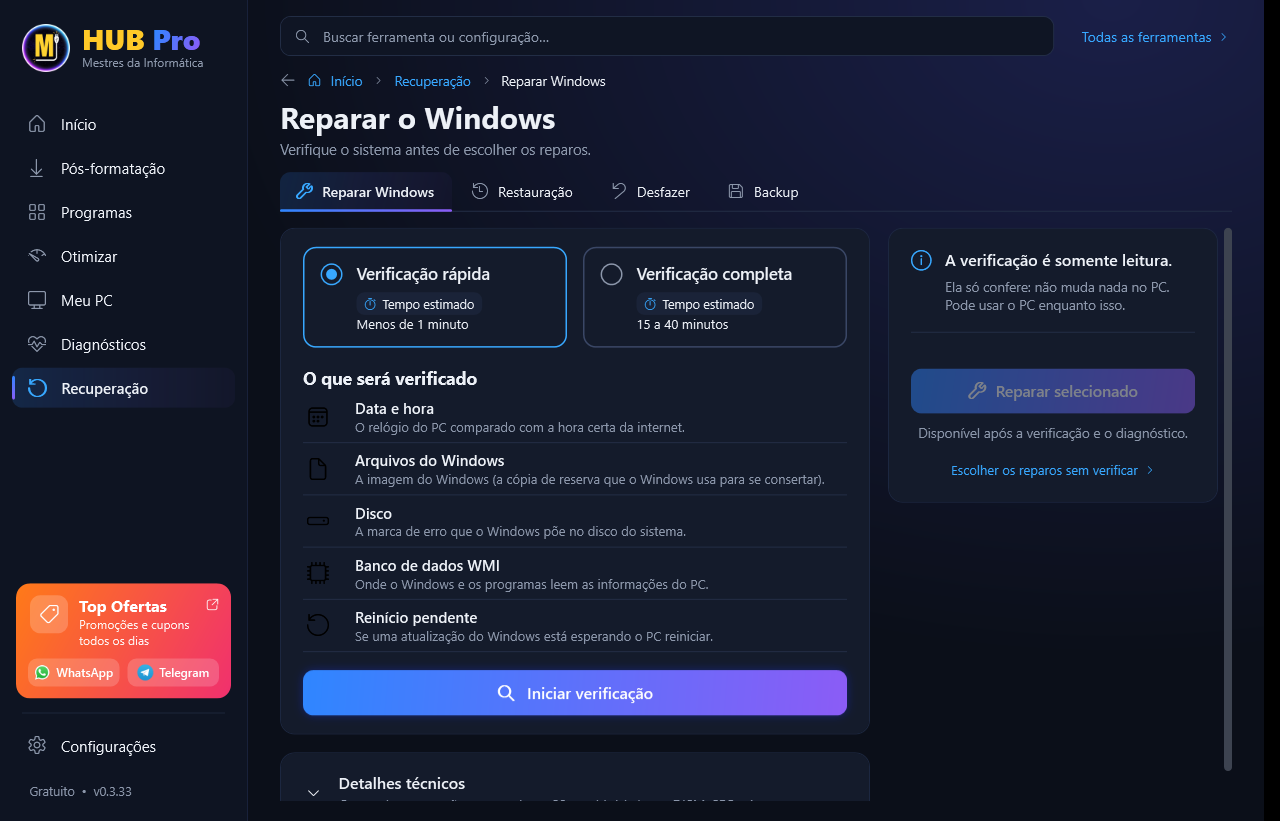 HUB Pro
Mestres da Informática
Início
Pós-formatação
Programas
Otimizar
Meu PC
Diagnósticos
Recuperação
Top Ofertas
Promoções e cupons
todos os dias
WhatsApp
Telegram
Configurações
Gratuito • v0.3.33
Buscar ferramenta ou configuração...
Todas as ferramentas
Início
Recuperação
Reparar Windows
Reparar o Windows
Verifique o sistema antes de escolher os reparos.
Reparar Windows
Restauração
Desfazer
Backup
Verificação rápida
Tempo estimado
Menos de 1 minuto
Verificação completa
Tempo estimado
15 a 40 minutos
O que será verificado
Data e hora
O relógio do PC comparado com a hora certa da internet.
Arquivos do Windows
A imagem do Windows (a cópia de reserva que o Windows usa para se consertar).
Disco
A marca de erro que o Windows põe no disco do sistema.
Banco de dados WMI
Onde o Windows e os programas leem as informações do PC.
Reinício pendente
Se uma atualização do Windows está esperando o PC reiniciar.
Iniciar verificação
Detalhes técnicos
A verificação é somente leitura.
Ela só confere: não muda nada no PC.
Pode usar o PC enquanto isso.
Reparar selecionado
Disponível após a verificação e o diagnóstico.
Escolher os reparos sem verificar